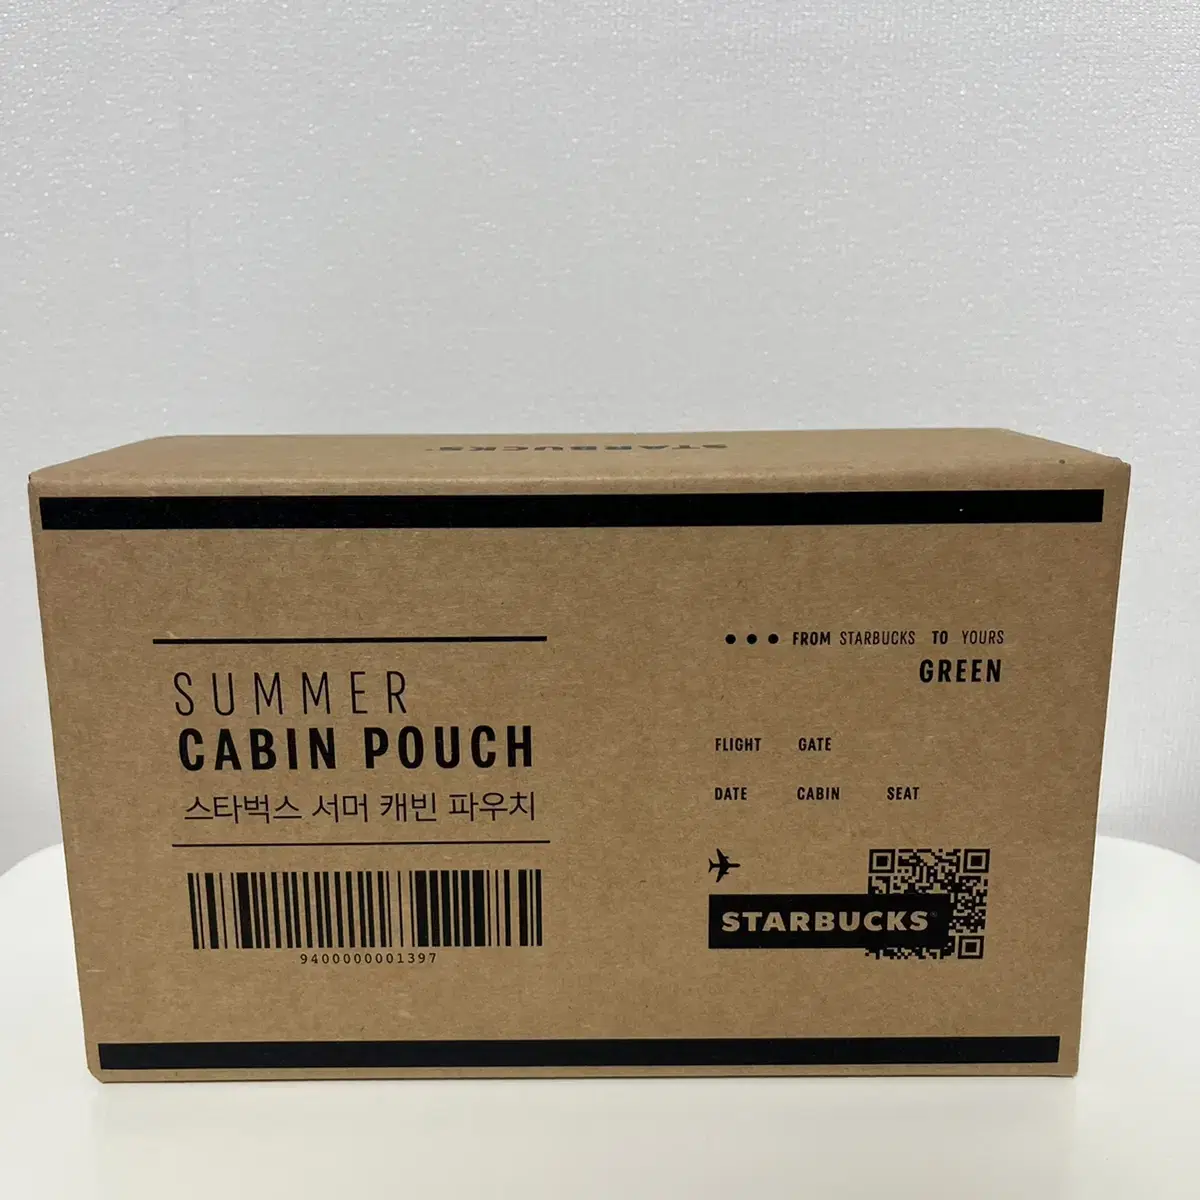 STARBUCKS
SUMMER
CABIN POUCH
스타벅스 서머 캐빈 파우치
9400000001397
FROM STARBUCKS TO YOURS
GREEN
FLIGHT GATE
DATE CABIN SEAT
STARBUCKS